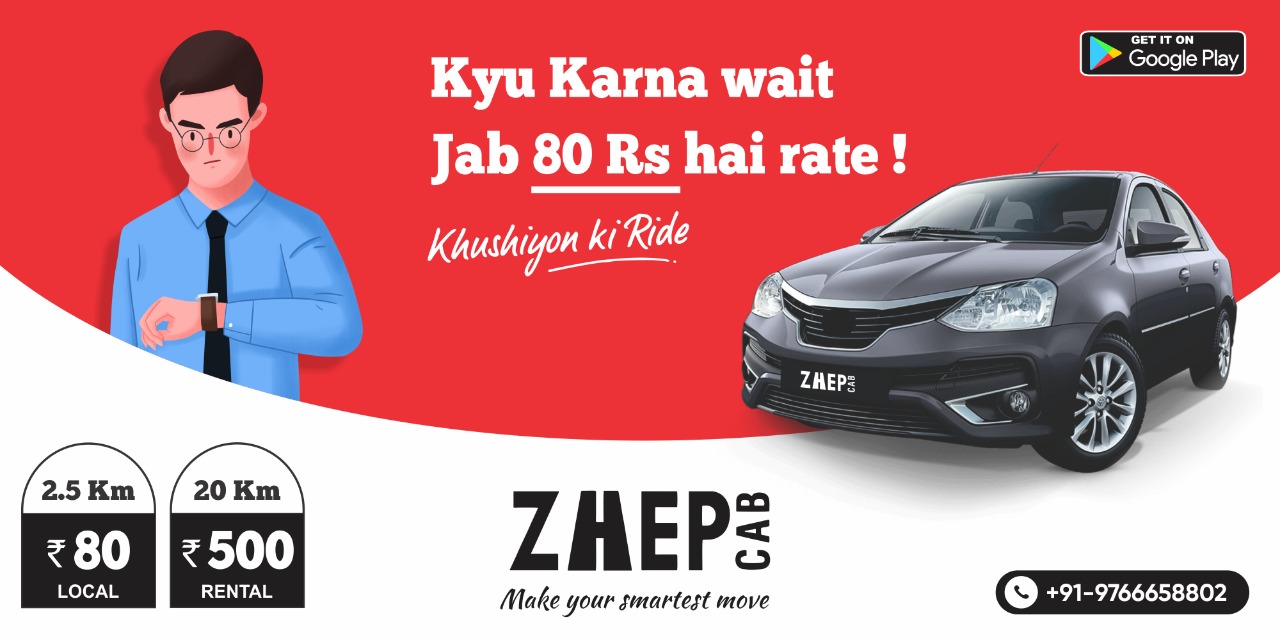 Kyu Karna wait
Jab 80 Rs hai rate !
Khushiyon ki Ride
GET IT ON
Google Play
ZHEP CAB
2.5 Km
₹ 80
LOCAL
20 Km
₹ 500
RENTAL
ZHEP CAB
Make your smartest move
+91-9766658802